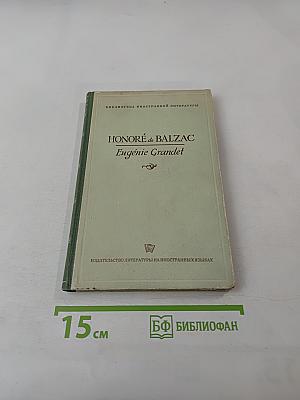 БИБЛИОТЕКА ИНОСТРАННОЙ ЛИТЕРАТУРЫ
HONORÉ de BALZAC
Eugénie Grandet
ИЗДАТЕЛЬСТВО ЛИТЕРАТУРЫ НА ИНОСТРАННЫХ ЯЗЫКАХ
15 см
БФ БИБЛИОФАН